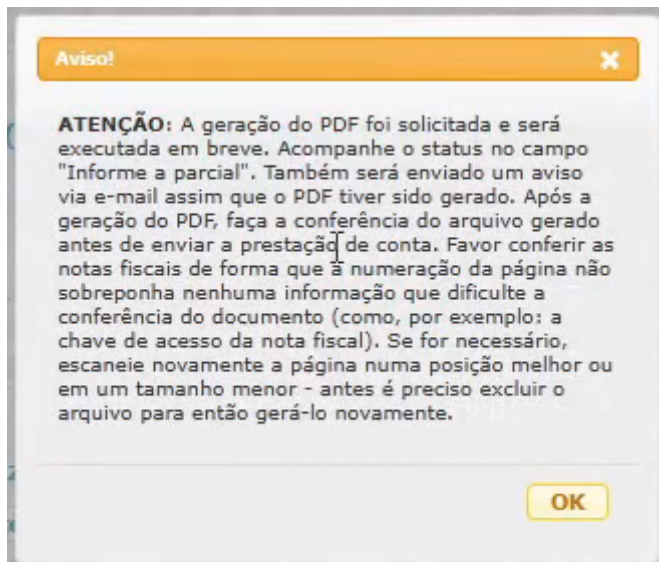 Aviso!
ATENÇÃO: A geração do PDF foi solicitada e será
executada em breve. Acompanhe o status no campo
"Informe a parcial". Também será enviado um aviso
via e-mail assim que o PDF tiver sido gerado. Após a
geração do PDF, faça a conferência do arquivo gerado
antes de enviar a prestação de conta. Favor conferir as
notas fiscais de forma que a numeração da página não
sobreponha nenhuma informação que dificulte a
conferência do documento (como, por exemplo: a
chave de acesso da nota fiscal). Se for necessário,
escaneie novamente a página numa posição melhor ou
em um tamanho menor - antes é preciso excluir o
arquivo para então gerá-lo novamente.
OK